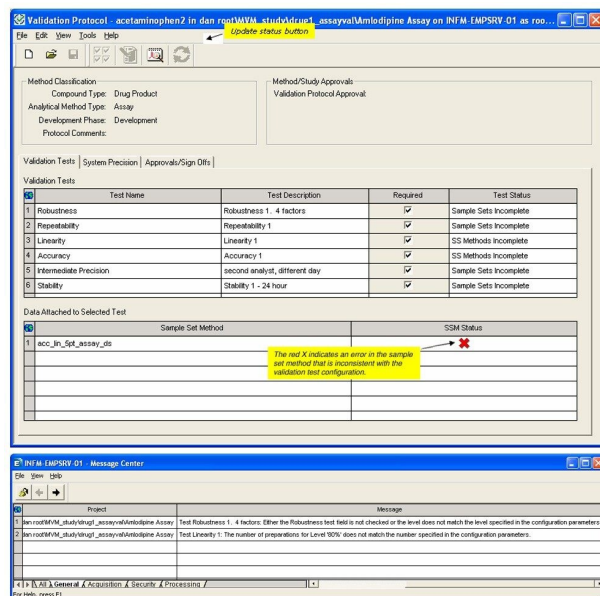 Validation Protocol - acetaminophen2 in dan root\MVM_study\drug1_assayval\Amlodipine Assay on INFM-EMPSRV-01 as roo...
File Edit View Tools Help
Update status button
Method Classification
Compound Type: Drug Product
Analytical Method Type: Assay
Development Phase: Development
Protocol Comments:
Method/Study Approvals
Validation Protocol Approval:
Validation Tests System Precision Approvals/Sign Offs
Validation Tests
Test Name Test Description Required Test Status
1 Robustness Robustness 1. 4 factors Sample Sets Incomplete
2 Repeatability Repeatability 1 Sample Sets Incomplete
3 Linearity Linearity 1 SS Methods Incomplete
4 Accuracy Accuracy 1 SS Methods Incomplete
5 Intermediate Precision second analyst, different day Sample Sets Incomplete
6 Stability Stability 1 - 24 hour Sample Sets Incomplete
Data Attached to Selected Test
Sample Set Method SSM Status
1 acc_lin_5pt_assay_ds
The red X indicates an error in the sample
set method that is inconsistent with the
validation test configuration.
INFM-EMPSRV-01 - Message Center
File View Help
Project Message
1 dan root\MVM_study\drug1_assayval\Amlodipine Assay Test Robustness 1. 4 factors: Either the Robustness test field is not checked or the level does not match the level specified in the configuration parameters
2 dan root\MVM_study\drug1_assayval\Amlodipine Assay Test Linearity 1: The number of preparations for Level '80%' does not match the number specified in the configuration parameters.
All General Acquisition Security Processing
For Help, press F1